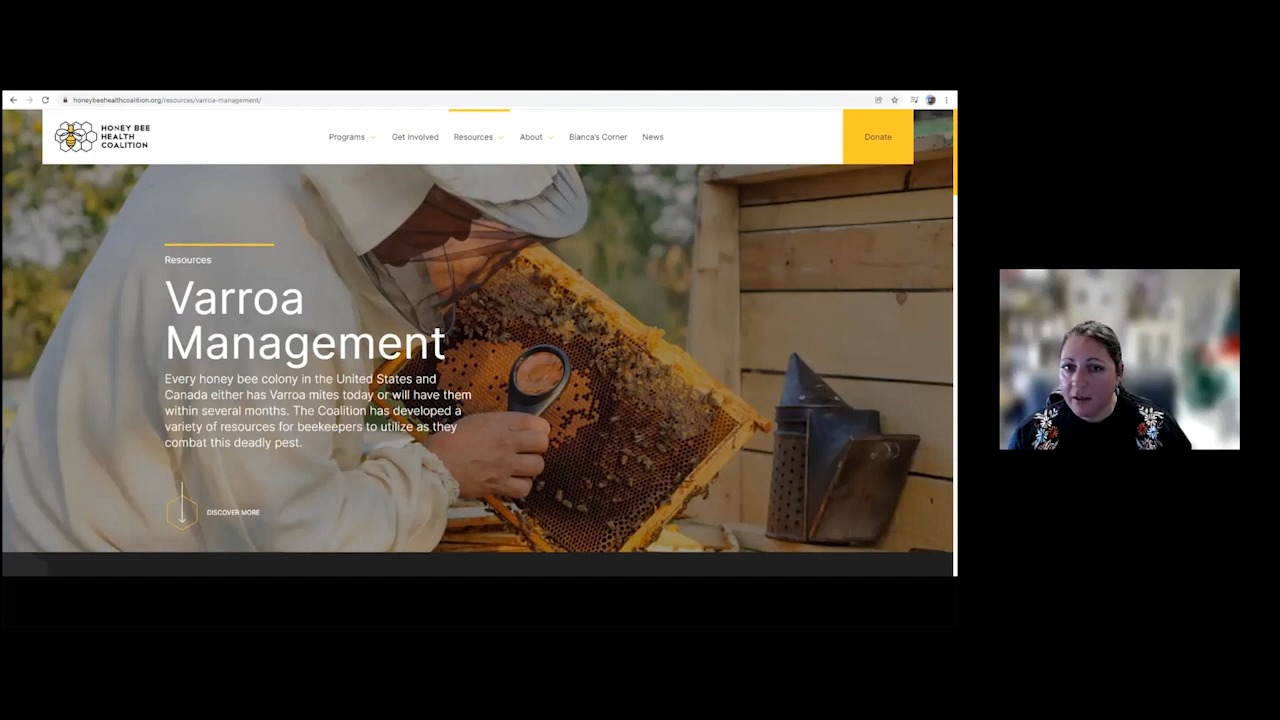 honeybeehealthcoalition.org/resources/varroa-management/
HONEY BEE
HEALTH
COALITION
Programs
Get Involved
Resources
About
Bianca's Corner
News
Donate
Resources
Varroa
Management
Every honey bee colony in the United States and
Canada either has Varroa mites today or will have them
within several months. The Coalition has developed a
variety of resources for beekeepers to utilize as they
combat this deadly pest.
DISCOVER MORE